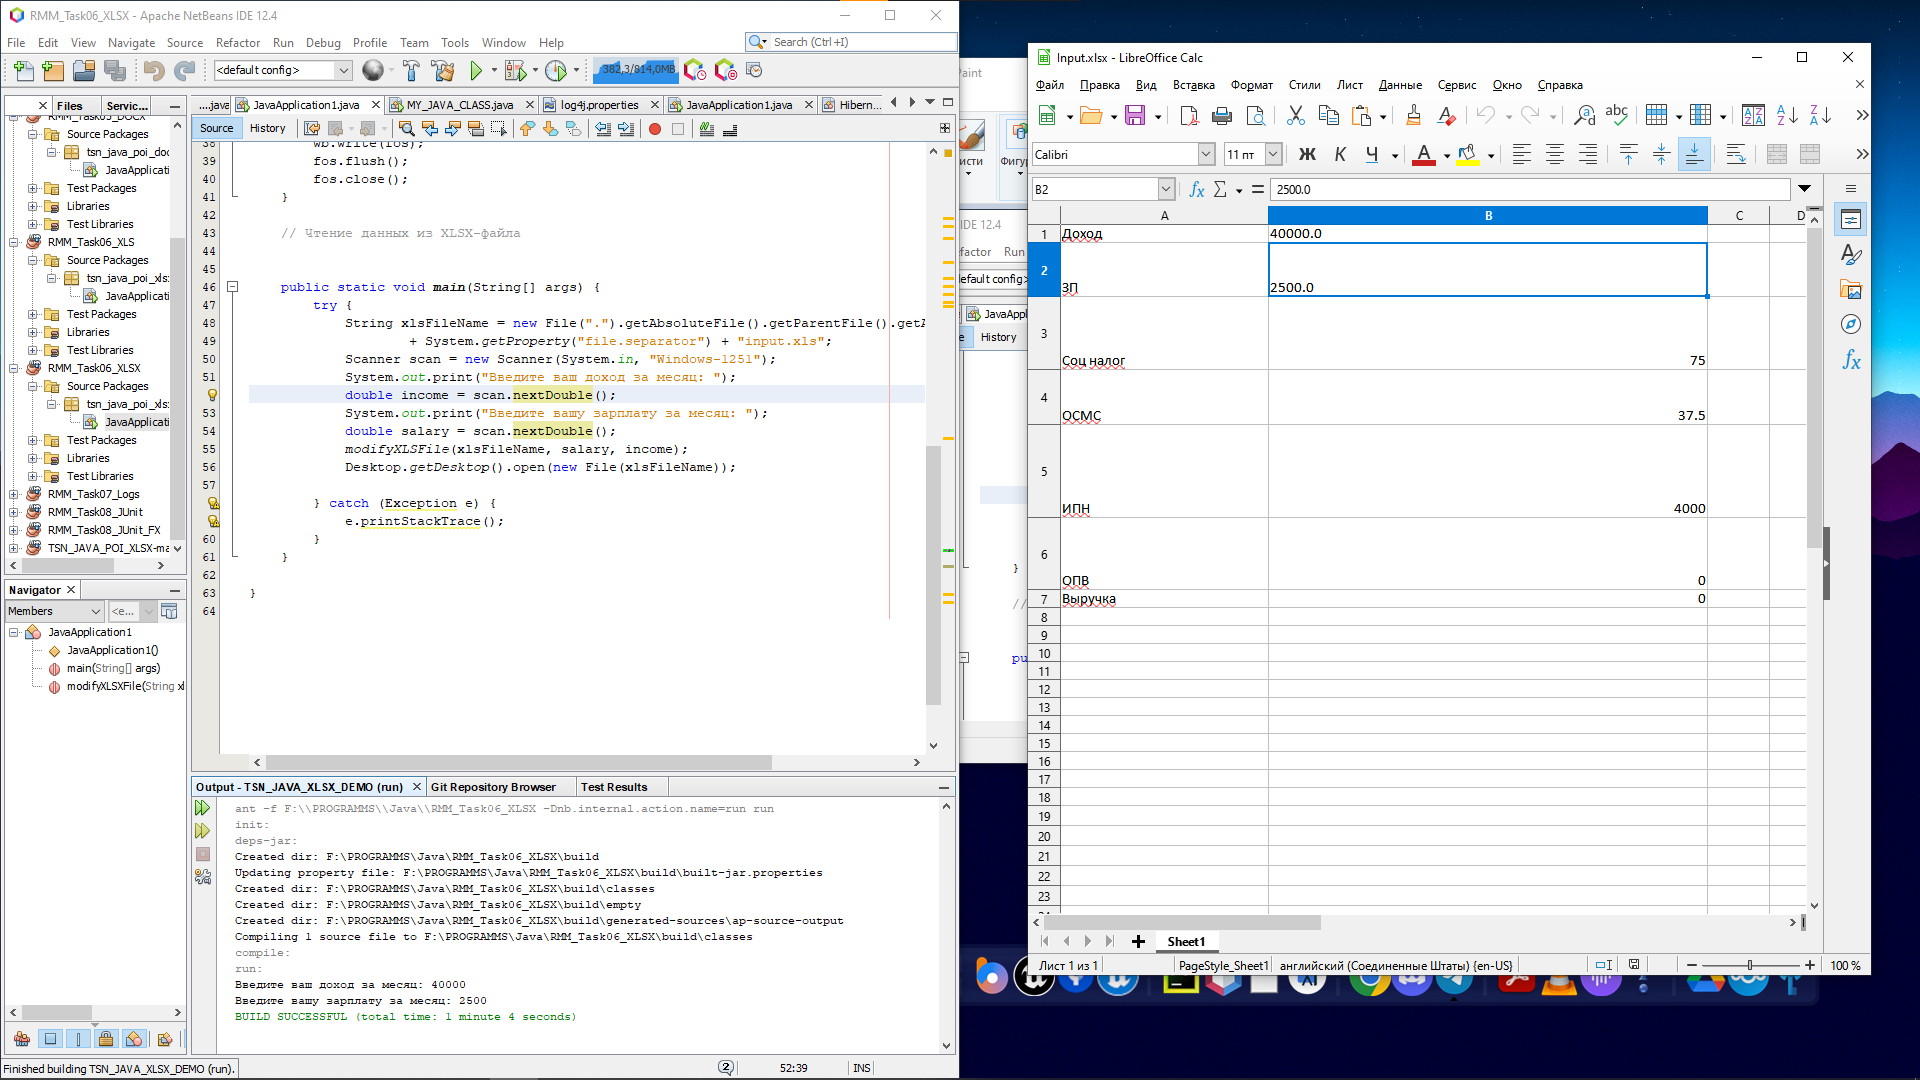 RMM_Task06_XLSX - Apache NetBeans IDE 12.4
File Edit View Navigate Source Refactor Run Debug Profile Team Tools Window Help
Search (Ctrl+I)
<default config>
382,3/814,0MB
Files Servic...
RMM_Task05_DOCX
Source Packages
tsn_java_poi_doc
JavaApplicati
Test Packages
Libraries
Test Libraries
RMM_Task06_XLS
Source Packages
tsn_java_poi_xls
JavaApplicati
Test Packages
Libraries
Test Libraries
RMM_Task06_XLSX
Source Packages
tsn_java_poi_xls
JavaApplicati
Test Packages
Libraries
Test Libraries
RMM_Task07_Logs
RMM_Task08_JUnit
RMM_Task08_JUnit_FX
TSN_JAVA_POI_XLSX-ma
Navigator
Members
<e...
JavaApplication1
JavaApplication1()
main(String[] args)
modifyXLSXFile(String xl
....java JavaApplication1.java MY_JAVA_CLASS.java log4j.properties JavaApplication1.java Hibern...
Source History
38 wb.write(fos);
39 fos.flush();
40 fos.close();
41 }
42
43 // Чтение данных из XLSX-файла
44
45
46 public static void main(String[] args) {
47 try {
48 String xlsFileName = new File(".").getAbsoluteFile().getParentFile().getA
49 + System.getProperty("file.separator") + "input.xls";
50 Scanner scan = new Scanner(System.in, "Windows-1251");
51 System.out.print("Введите ваш доход за месяц: ");
double income = scan.nextDouble();
53 System.out.print("Введите вашу зарплату за месяц: ");
54 double salary = scan.nextDouble();
55 modifyXLSFile(xlsFileName, salary, income);
56 Desktop.getDesktop().open(new File(xlsFileName));
57
} catch (Exception e) {
e.printStackTrace();
60 }
61 }
62
63 }
64
Output - TSN_JAVA_XLSX_DEMO (run) Git Repository Browser Test Results
ant -f F:\\PROGRAMMS\\Java\\RMM_Task06_XLSX -Dnb.internal.action.name=run run
init:
deps-jar:
Created dir: F:\PROGRAMMS\Java\RMM_Task06_XLSX\build
Updating property file: F:\PROGRAMMS\Java\RMM_Task06_XLSX\build\built-jar.properties
Created dir: F:\PROGRAMMS\Java\RMM_Task06_XLSX\build\classes
Created dir: F:\PROGRAMMS\Java\RMM_Task06_XLSX\build\empty
Created dir: F:\PROGRAMMS\Java\RMM_Task06_XLSX\build\generated-sources\ap-source-output
Compiling 1 source file to F:\PROGRAMMS\Java\RMM_Task06_XLSX\build\classes
compile:
run:
Введите ваш доход за месяц: 40000
Введите вашу зарплату за месяц: 2500
BUILD SUCCESSFUL (total time: 1 minute 4 seconds)
Finished building TSN_JAVA_XLSX_DEMO (run).
2
52:39 INS
Paint
исти
Фигу
IDE 12.4
efactor Run
default config>
JavaAppl
e History
}
//
pu
Input.xlsx - LibreOffice Calc
Файл Правка Вид Вставка Формат Стили Лист Данные Сервис Окно Справка
Calibri
11 пт
Ж К Ч
B2
2500.0
A B C D
1 Доход 40000.0
2 ЗП 2500.0
3 Соц налог 75
4 ОСМС 37.5
5 ИПН 4000
6 ОПВ 0
7 Выручка 0
8
9
10
11
12
13
14
15
16
17
18
19
20
21
22
23
24
Sheet1
Лист 1 из 1 PageStyle_Sheet1 английский (Соединенные Штаты) {en-US} 100 %